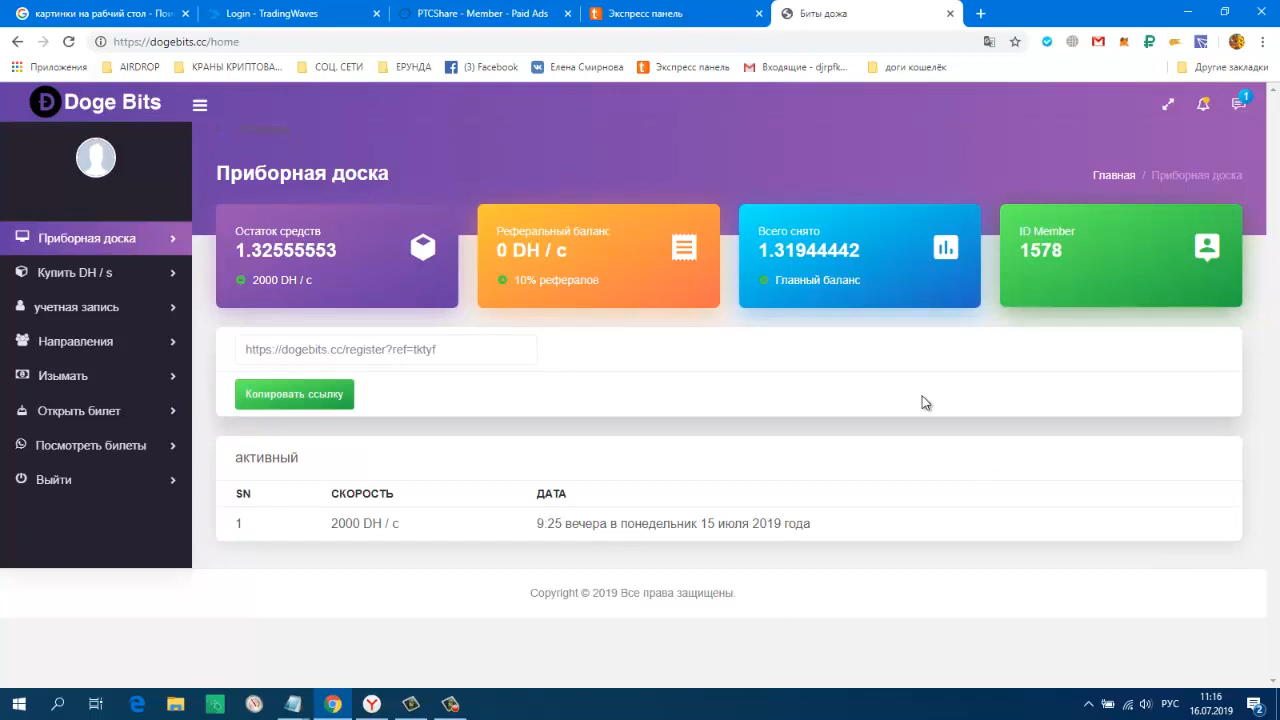 картинки на рабчий стол - Пои
Login - TradingWaves
PTCShare - Member - Paid Ads
Экспресс панель
Биты дожа
https://dogebits.cc/home
Приложения
AIRDROP
КРАНЫ КРИПТОВА...
СОЦ. СЕТИ
ЕРУНДА
(3) Facebook
Елена Смирнова
Экспресс панель
Входящие - djrpfk...
доги кошелёк
Другие закладки
Doge Bits
1
Приборная доска
Главная / Приборная доска
Остаток средств
1.32555553
2000 DH / с
Реферальный баланс
0 DH / с
10% рефералов
Всего снято
1.31944442
Главный баланс
ID Member
1578
Приборная доска
Купить DH / s
учетная запись
Направления
Изымать
Открыть билет
Посмотреть билеты
Выйти
https://dogebits.cc/register?ref=tktyf
Копировать ссылку
активный
SN СКОРОСТЬ ДАТА
1 2000 DH / с 9:25 вечера в понедельник 15 июля 2019 года
Copyright © 2019 Все права защищены.
РУС
11:16
16.07.2019
2